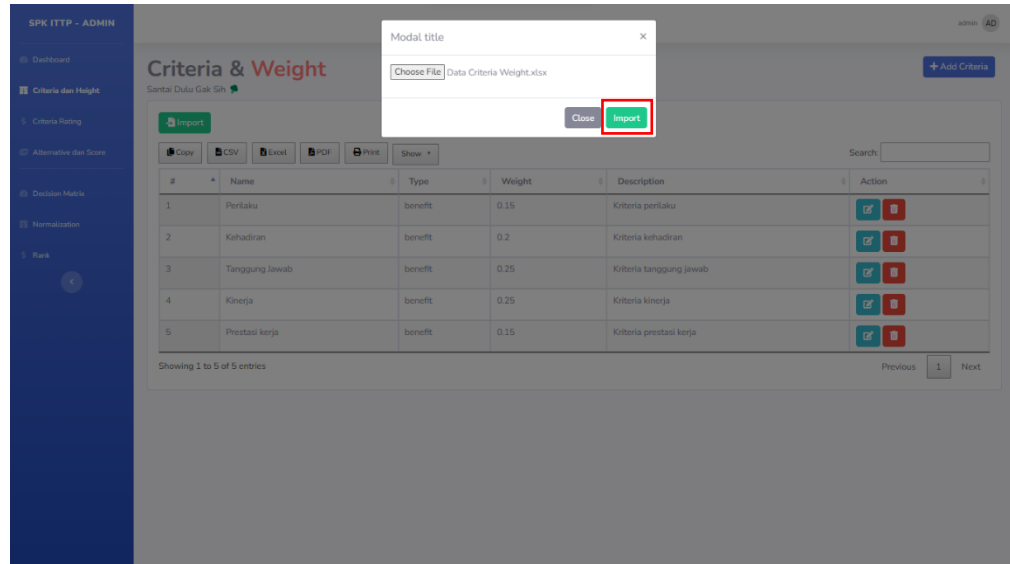 SPK ITTP - ADMIN
Dashboard
Criteria dan Height
Criteria Rating
Alternative dan Score
Decision Matrix
Normalization
Rank
admin AD
Modal title ×
Choose File Data Criteria Weight.xlsx
Close Import
Criteria & Weight
Santai Dulu Gak Sih
+ Add Criteria
Import
Copy CSV Excel PDF Print Show
Search:
# Name Type Weight Description Action
1 Perilaku benefit 0.15 Kriteria perilaku
2 Kehadiran benefit 0.2 Kriteria kehadiran
3 Tanggung Jawab benefit 0.25 Kriteria tanggung jawab
4 Kinerja benefit 0.25 Kriteria kinerja
5 Prestasi kerja benefit 0.15 Kriteria prestasi kerja
Showing 1 to 5 of 5 entries
Previous 1 Next